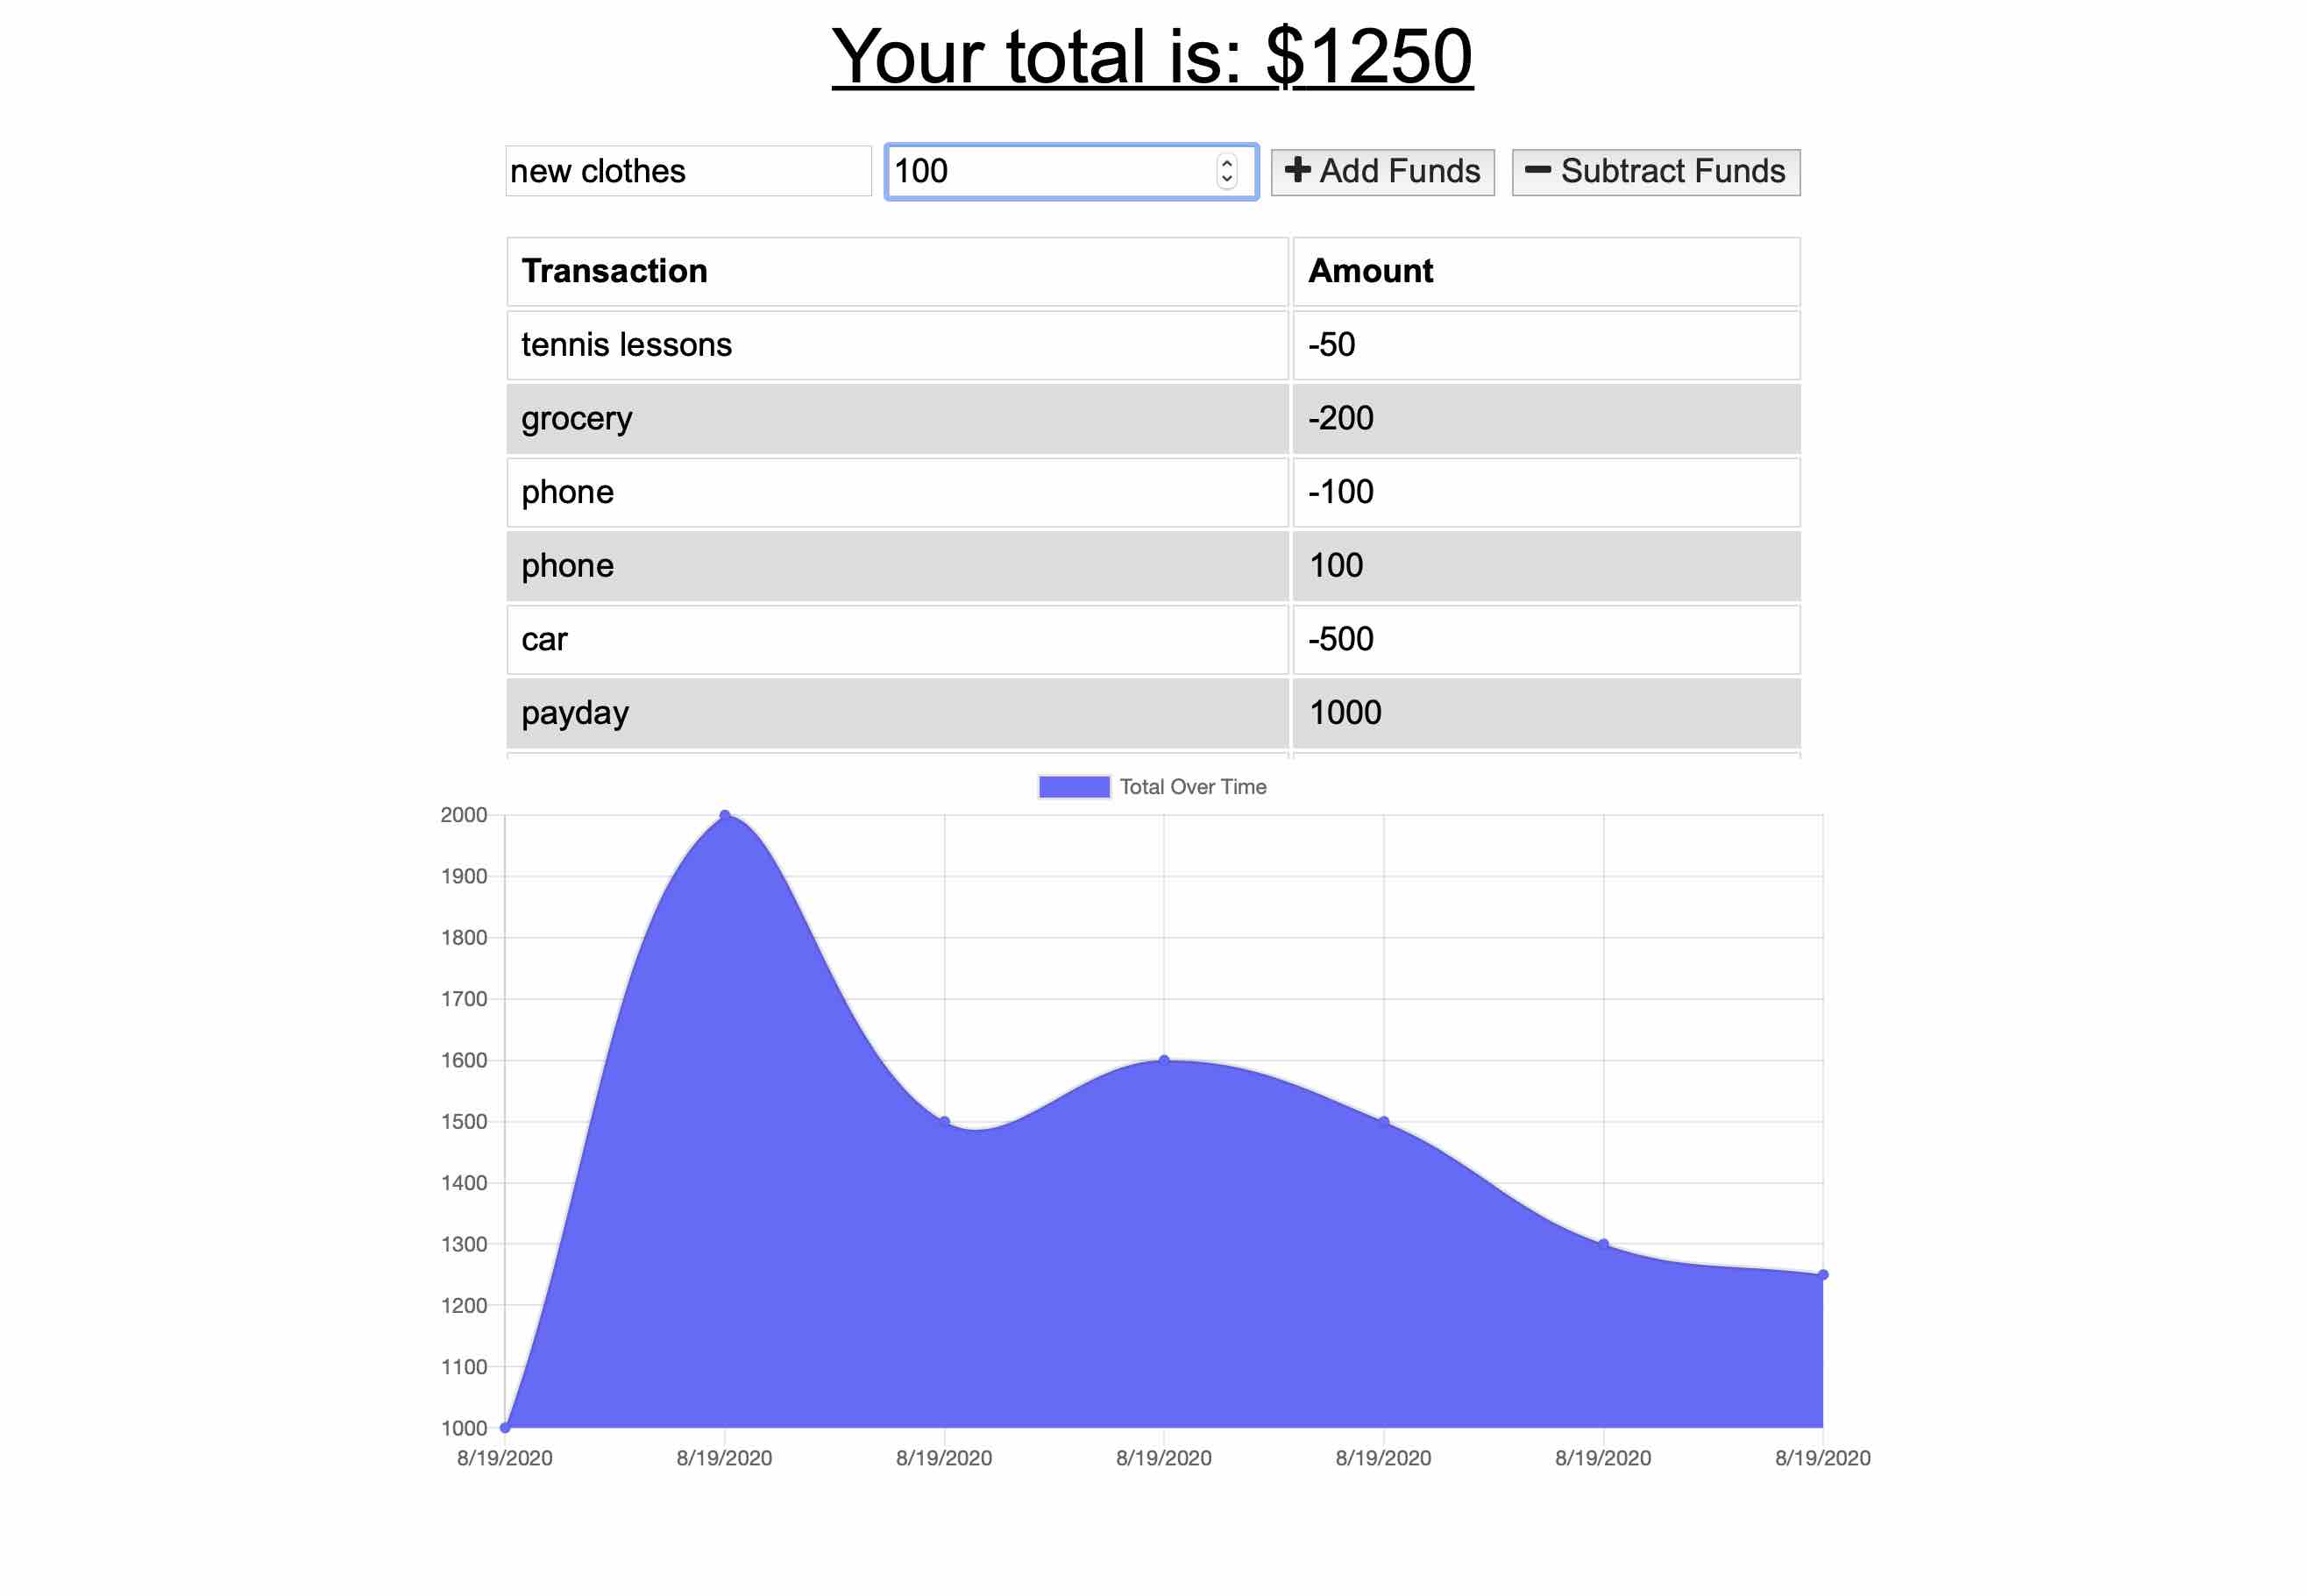 Your total is: $1250
new clothes 100 Add Funds Subtract Funds
Transaction Amount
tennis lessons -50
grocery -200
phone -100
phone 100
car -500
payday 1000
Total Over Time
2000
1900
1800
1700
1600
1500
1400
1300
1200
1100
1000
8/19/2020 8/19/2020 8/19/2020 8/19/2020 8/19/2020 8/19/2020 8/19/2020